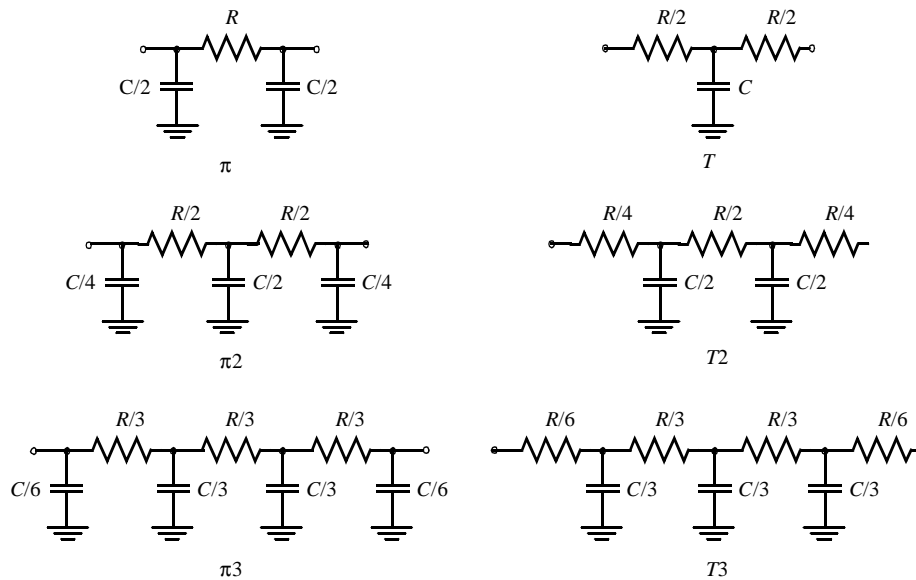 R
C/2 C/2
π
R/2 R/2
C
T
R/2 R/2
C/4 C/2 C/4
π2
R/4 R/2 R/4
C/2 C/2
T2
R/3 R/3 R/3
C/6 C/3 C/3 C/6
π3
R/6 R/3 R/3 R/6
C/3 C/3 C/3
T3